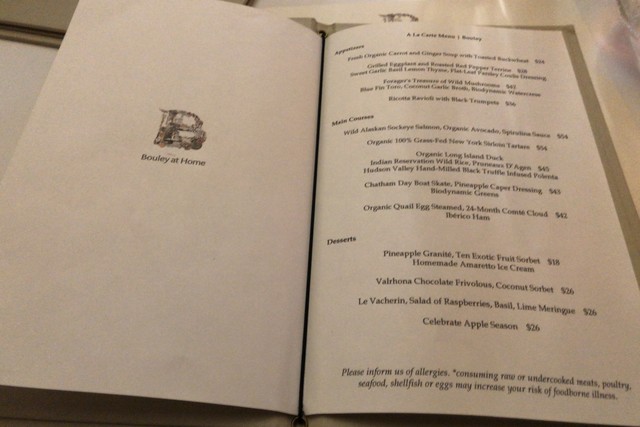 Bouley at Home
A La Carte Menu | Bouley
Appetizers
Fresh Organic Carrot and Ginger Soup with Toasted Buckwheat $24
Grilled Eggplant and Roasted Red Pepper Terrine $28
Sweet Garlic Basil Lemon Thyme, Flat-Leaf Parsley Coulis Dressing
Forager's Treasure of Wild Mushrooms $45
Blue Fin Toro, Coconut Garlic Broth, Biodynamic Watercress
Ricotta Ravioli with Black Trumpets $36
Main Courses
Wild Alaskan Sockeye Salmon, Organic Avocado, Spirulina Sauce $54
Organic 100% Grass-Fed New York Sirloin Tartare $54
Organic Long Island Duck
Indian Reservation Wild Rice, Pruneaux D'Agen $45
Hudson Valley Hand-Milled Black Truffle Infused Polenta
Chatham Day Boat Skate, Pineapple Caper Dressing $43
Biodynamic Greens
Organic Quail Egg Steamed, 24-Month Comté Cloud $42
Ibérico Ham
Desserts
Pineapple Granité, Ten Exotic Fruit Sorbet $18
Homemade Amaretto Ice Cream
Valrhona Chocolate Frivolous, Coconut Sorbet $26
Le Vacherin, Salad of Raspberries, Basil, Lime Meringue $26
Celebrate Apple Season $26
Please inform us of allergies. *consuming raw or undercooked meats, poultry,
seafood, shellfish or eggs may increase your risk of foodborne illness.